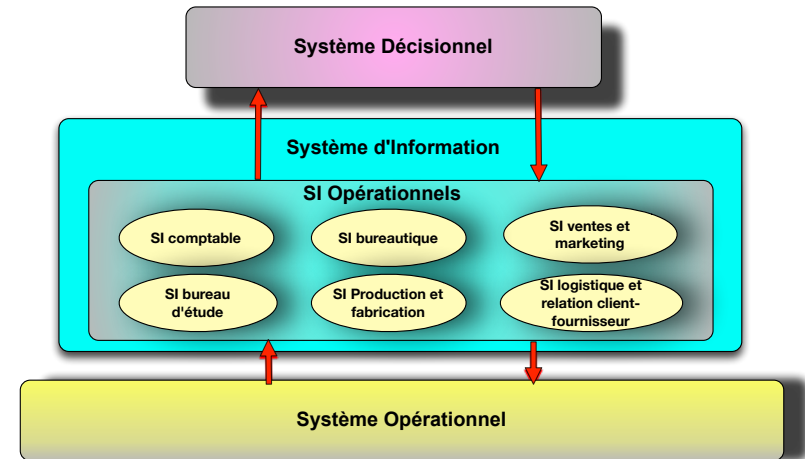 Système Décisionnel
Système d'Information
SI Opérationnels
SI comptable
SI bureautique
SI ventes et
marketing
SI bureau
d'étude
SI Production et
fabrication
SI logistique et
relation client-
fournisseur
Système Opérationnel